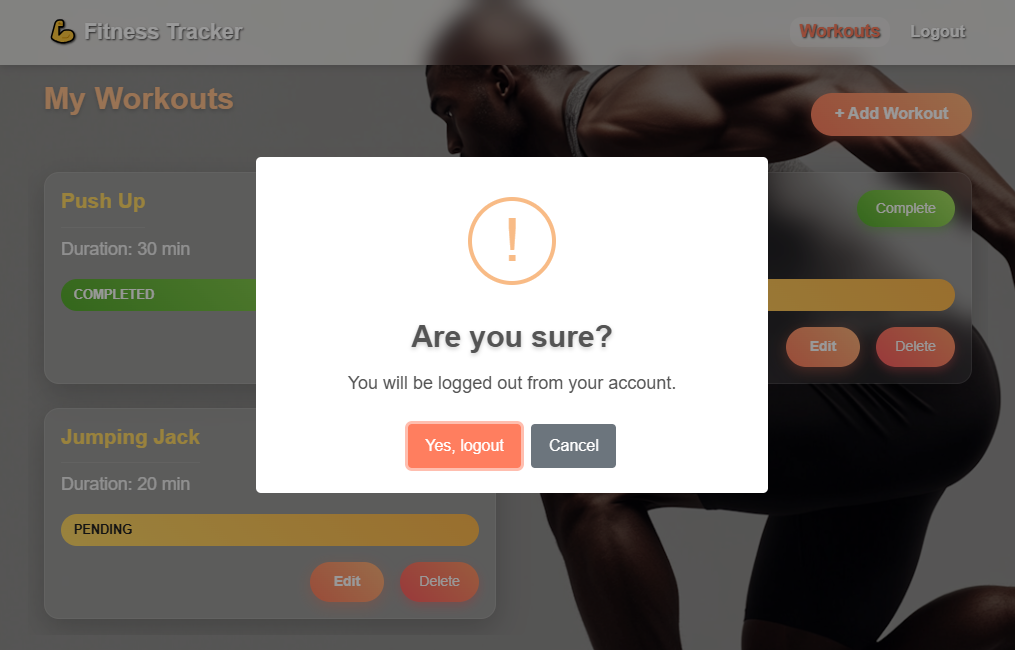 Fitness Tracker
Workouts
Logout
My Workouts
+ Add Workout
Push Up
Duration: 30 min
COMPLETED
Complete
Edit
Delete
!
Are you sure?
You will be logged out from your account.
Yes, logout
Cancel
Jumping Jack
Duration: 20 min
PENDING
Edit
Delete